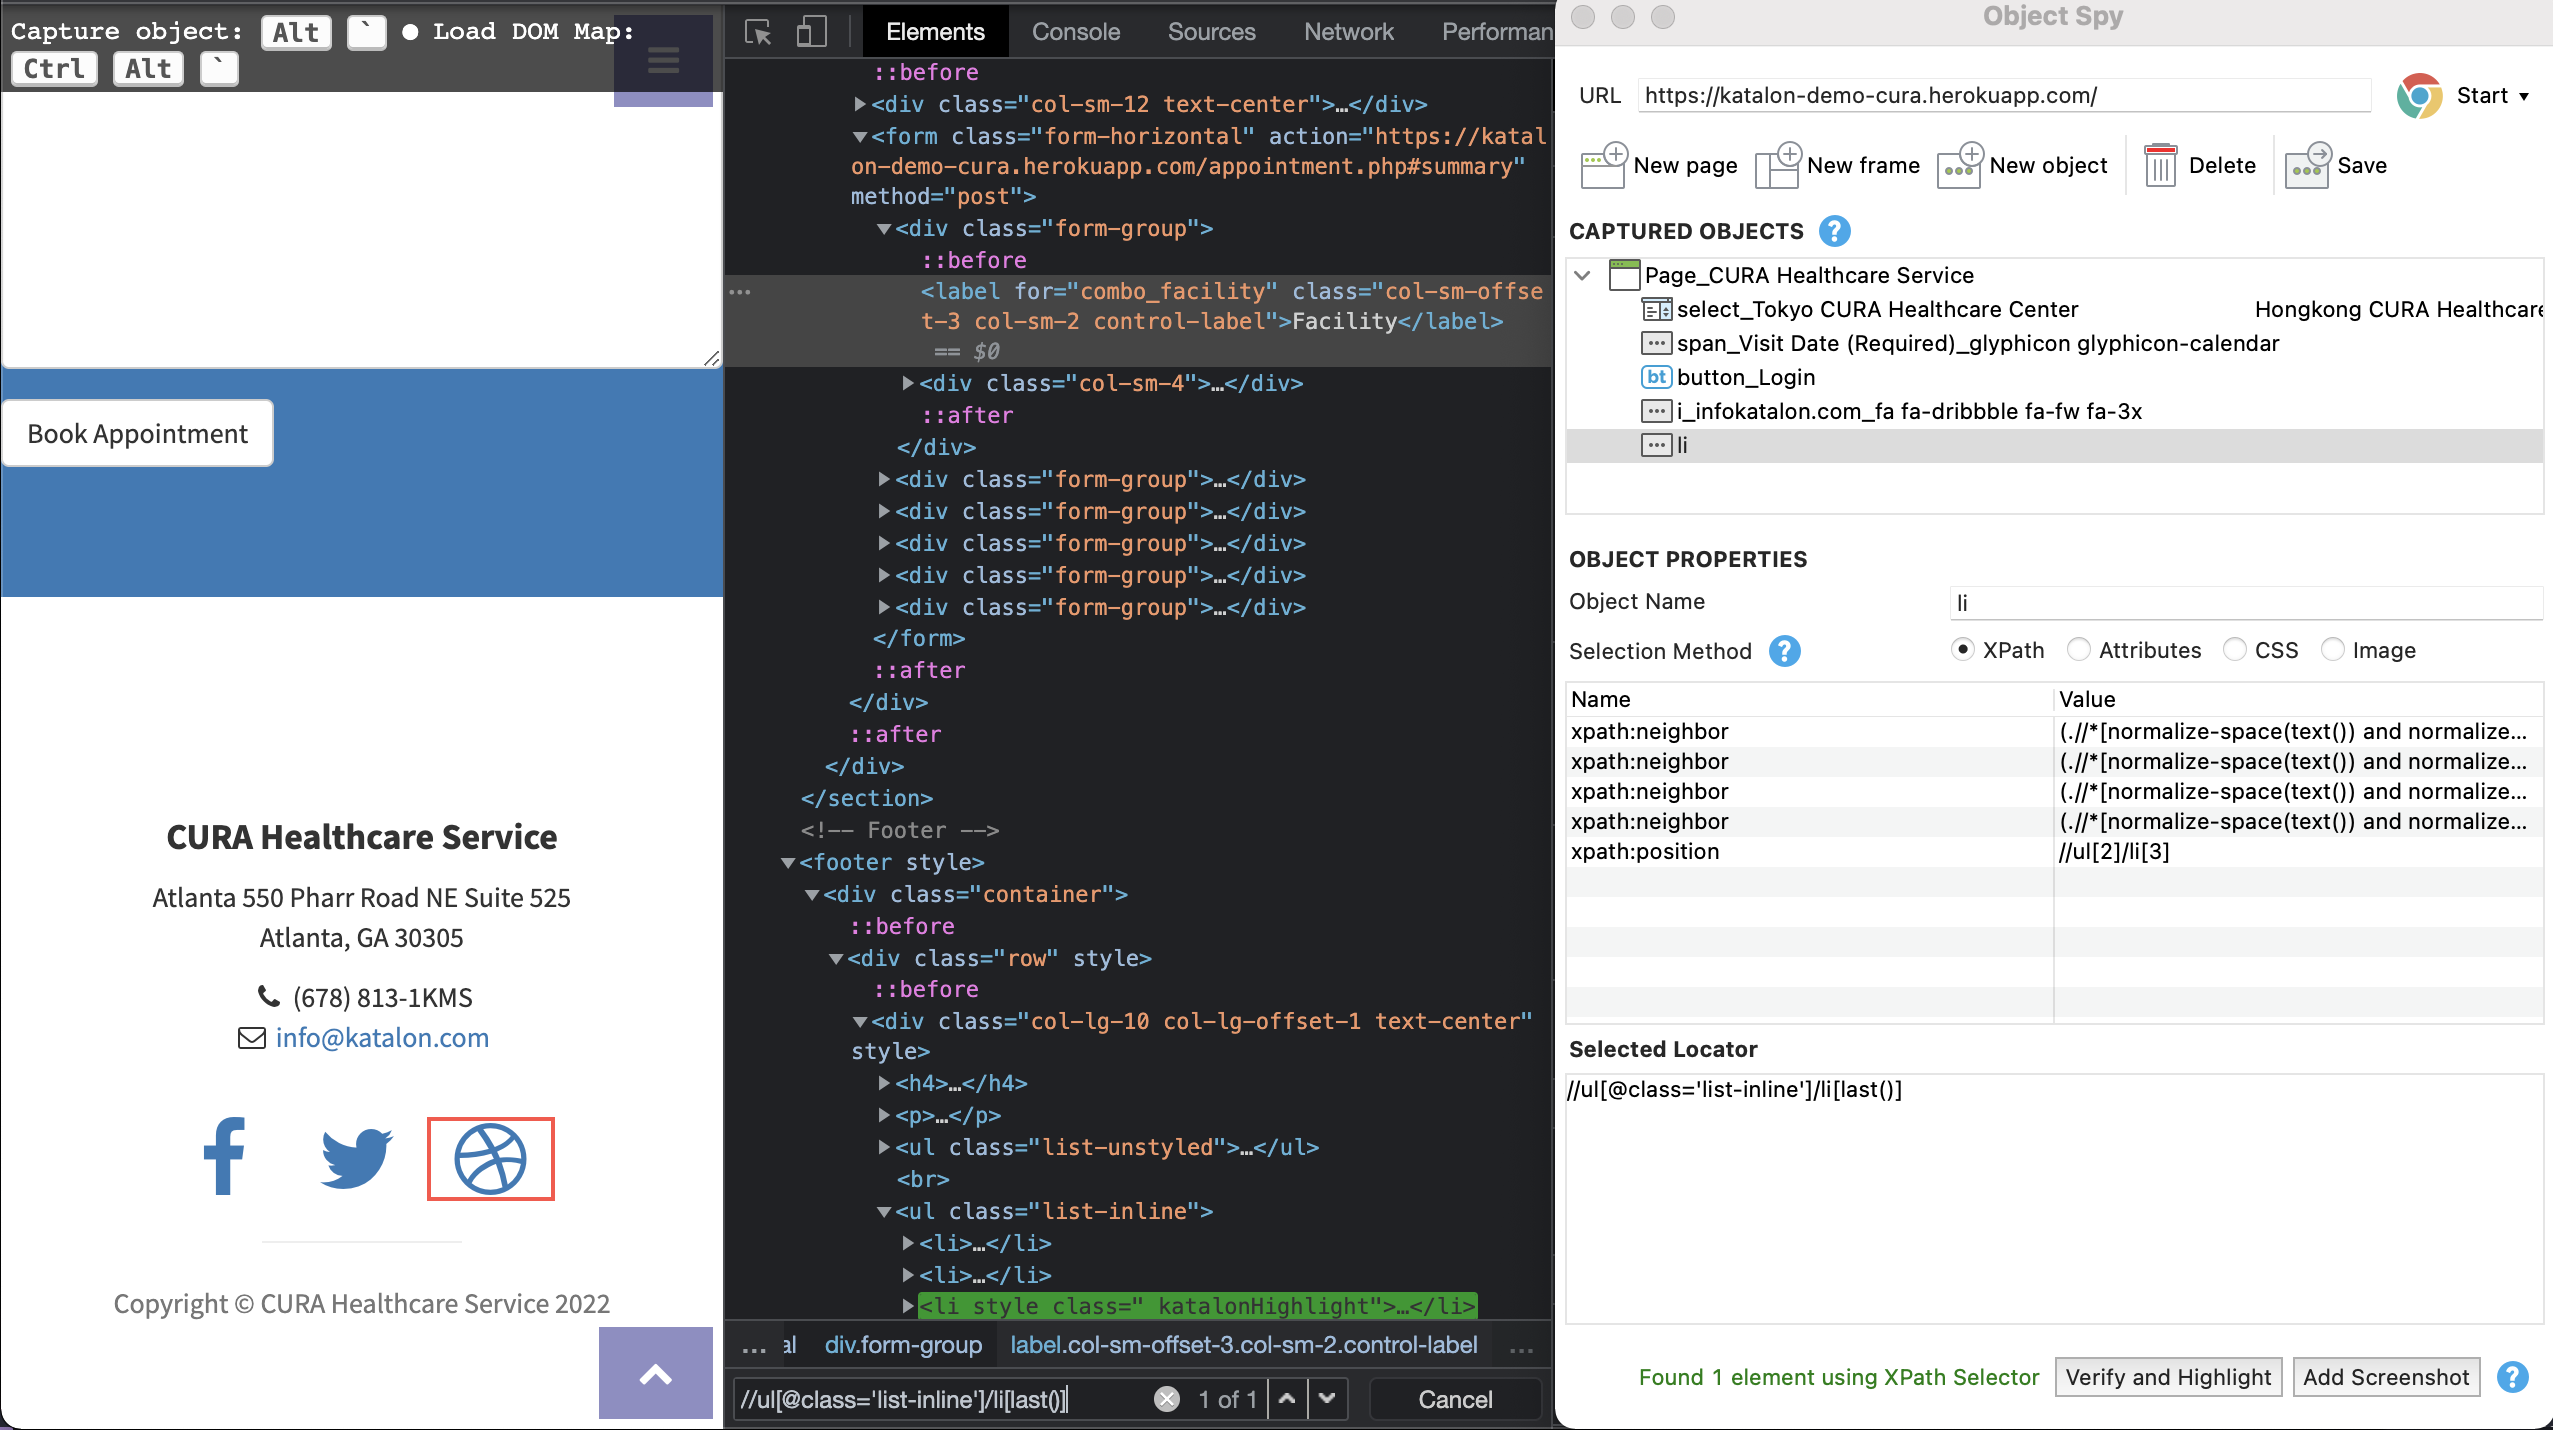 Capture object: Alt ` ● Load DOM Map:
Ctrl Alt `
Book Appointment
CURA Healthcare Service
Atlanta 550 Pharr Road NE Suite 525
Atlanta, GA 30305
(678) 813-1KMS
info@katalon.com
Copyright © CURA Healthcare Service 2022
Elements Console Sources Network Performan
::before
<div class="col-sm-12 text-center">…</div>
<form class="form-horizontal" action="https://katal
on-demo-cura.herokuapp.com/appointment.php#summary"
method="post">
<div class="form-group">
::before
<label for="combo_facility" class="col-sm-offse
t-3 col-sm-2 control-label">Facility</label>
== $0
<div class="col-sm-4">…</div>
::after
</div>
<div class="form-group">…</div>
<div class="form-group">…</div>
<div class="form-group">…</div>
<div class="form-group">…</div>
<div class="form-group">…</div>
</form>
::after
</div>
::after
</div>
</section>
<!-- Footer -->
<footer style>
<div class="container">
::before
<div class="row" style>
::before
<div class="col-lg-10 col-lg-offset-1 text-center"
style>
<h4>…</h4>
<p>…</p>
<ul class="list-unstyled">…</ul>
<br>
<ul class="list-inline">
<li>…</li>
<li>…</li>
<li style class=" katalonHighlight">…</li>
… al div.form-group label.col-sm-offset-3.col-sm-2.control-label …
//ul[@class='list-inline']/li[last()] 1 of 1 Cancel
Object Spy
URL https://katalon-demo-cura.herokuapp.com/ Start
New page New frame New object Delete Save
CAPTURED OBJECTS ?
Page_CURA Healthcare Service
select_Tokyo CURA Healthcare Center Hongkong CURA Healthcare
span_Visit Date (Required)_glyphicon glyphicon-calendar
bt button_Login
i_infokatalon.com_fa fa-dribbble fa-fw fa-3x
li
OBJECT PROPERTIES
Object Name li
Selection Method ? XPath Attributes CSS Image
Name Value
xpath:neighbor (.//*[normalize-space(text()) and normalize...
xpath:neighbor (.//*[normalize-space(text()) and normalize...
xpath:neighbor (.//*[normalize-space(text()) and normalize...
xpath:neighbor (.//*[normalize-space(text()) and normalize...
xpath:position //ul[2]/li[3]
Selected Locator
//ul[@class='list-inline']/li[last()]
Found 1 element using XPath Selector Verify and Highlight Add Screenshot ?